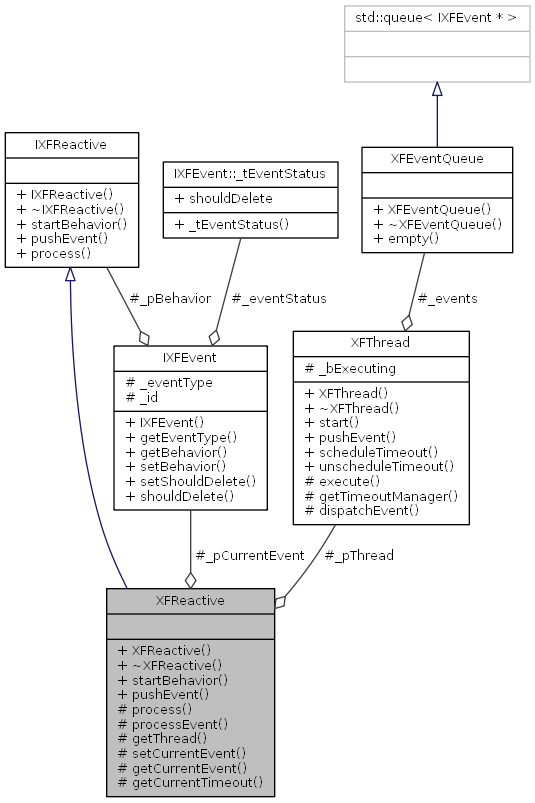 std::queue< IXFEvent * >
IXFReactive
+ IXFReactive()
+ ~IXFReactive()
+ startBehavior()
+ pushEvent()
+ process()
IXFEvent::_tEventStatus
+ shouldDelete
+ _tEventStatus()
XFEventQueue
+ XFEventQueue()
+ ~XFEventQueue()
+ empty()
#_pBehavior
#_eventStatus
#_events
IXFEvent
# _eventType
# _id
+ IXFEvent()
+ getEventType()
+ getBehavior()
+ setBehavior()
+ setShouldDelete()
+ shouldDelete()
XFThread
# _bExecuting
+ XFThread()
+ ~XFThread()
+ start()
+ pushEvent()
+ scheduleTimeout()
+ unscheduleTimeout()
# execute()
# getTimeoutManager()
# dispatchEvent()
#_pCurrentEvent
#_pThread
XFReactive
+ XFReactive()
+ ~XFReactive()
+ startBehavior()
+ pushEvent()
# process()
# processEvent()
# getThread()
# setCurrentEvent()
# getCurrentEvent()
# getCurrentTimeout()